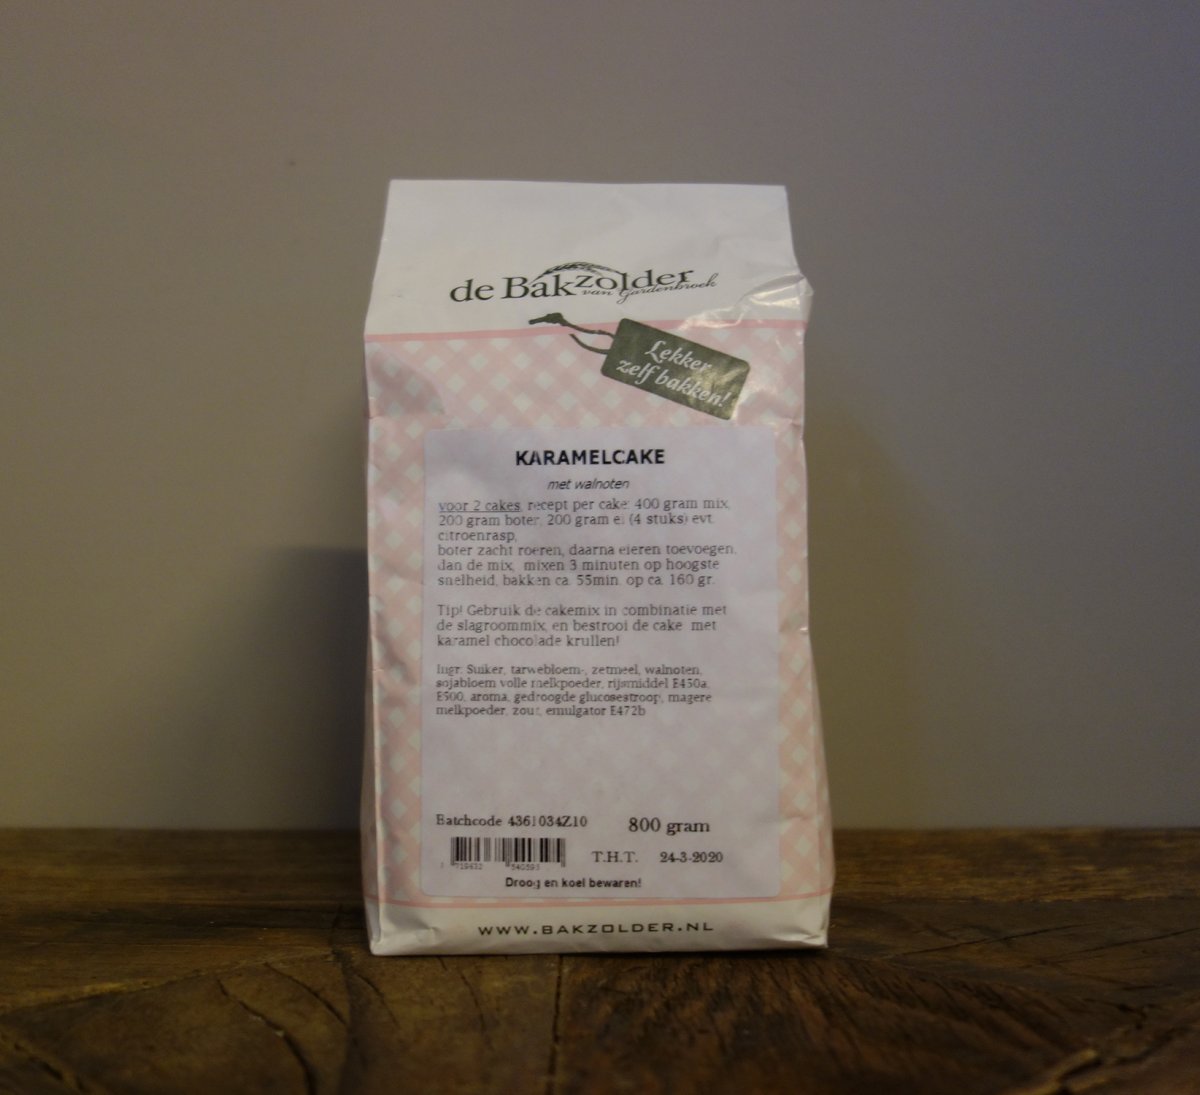 de Bakzolder
van Gardenbroek
Lekker
zelf bakken!
KARAMELCAKE
met walnoten
voor 2 cakes, recept per cake: 400 gram mix,
200 gram boter, 200 gram ei (4 stuks) evt.
citroenrasp,
boter zacht roeren, daarna eieren toevoegen,
dan de mix, mixen 3 minuten op hoogste
snelheid, bakken ca. 55min. op ca. 160 gr.
Tip! Gebruik de cakemix in combinatie met
de slagroommix, en bestrooi de cake met
karamel chocolade krullen!
Ingr: Suiker, tarwebloem-, zetmeel, walnoten,
sojabloem volle melkpoeder, rijsmiddel E450a,
E500, aroma, gedroogde glucosestroop, magere
melkpoeder, zout, emulgator E472b
Batchcode 4361034Z10 800 gram
T.H.T. 24-3-2020
Droog en koel bewaren!
WWW.BAKZOLDER.NL